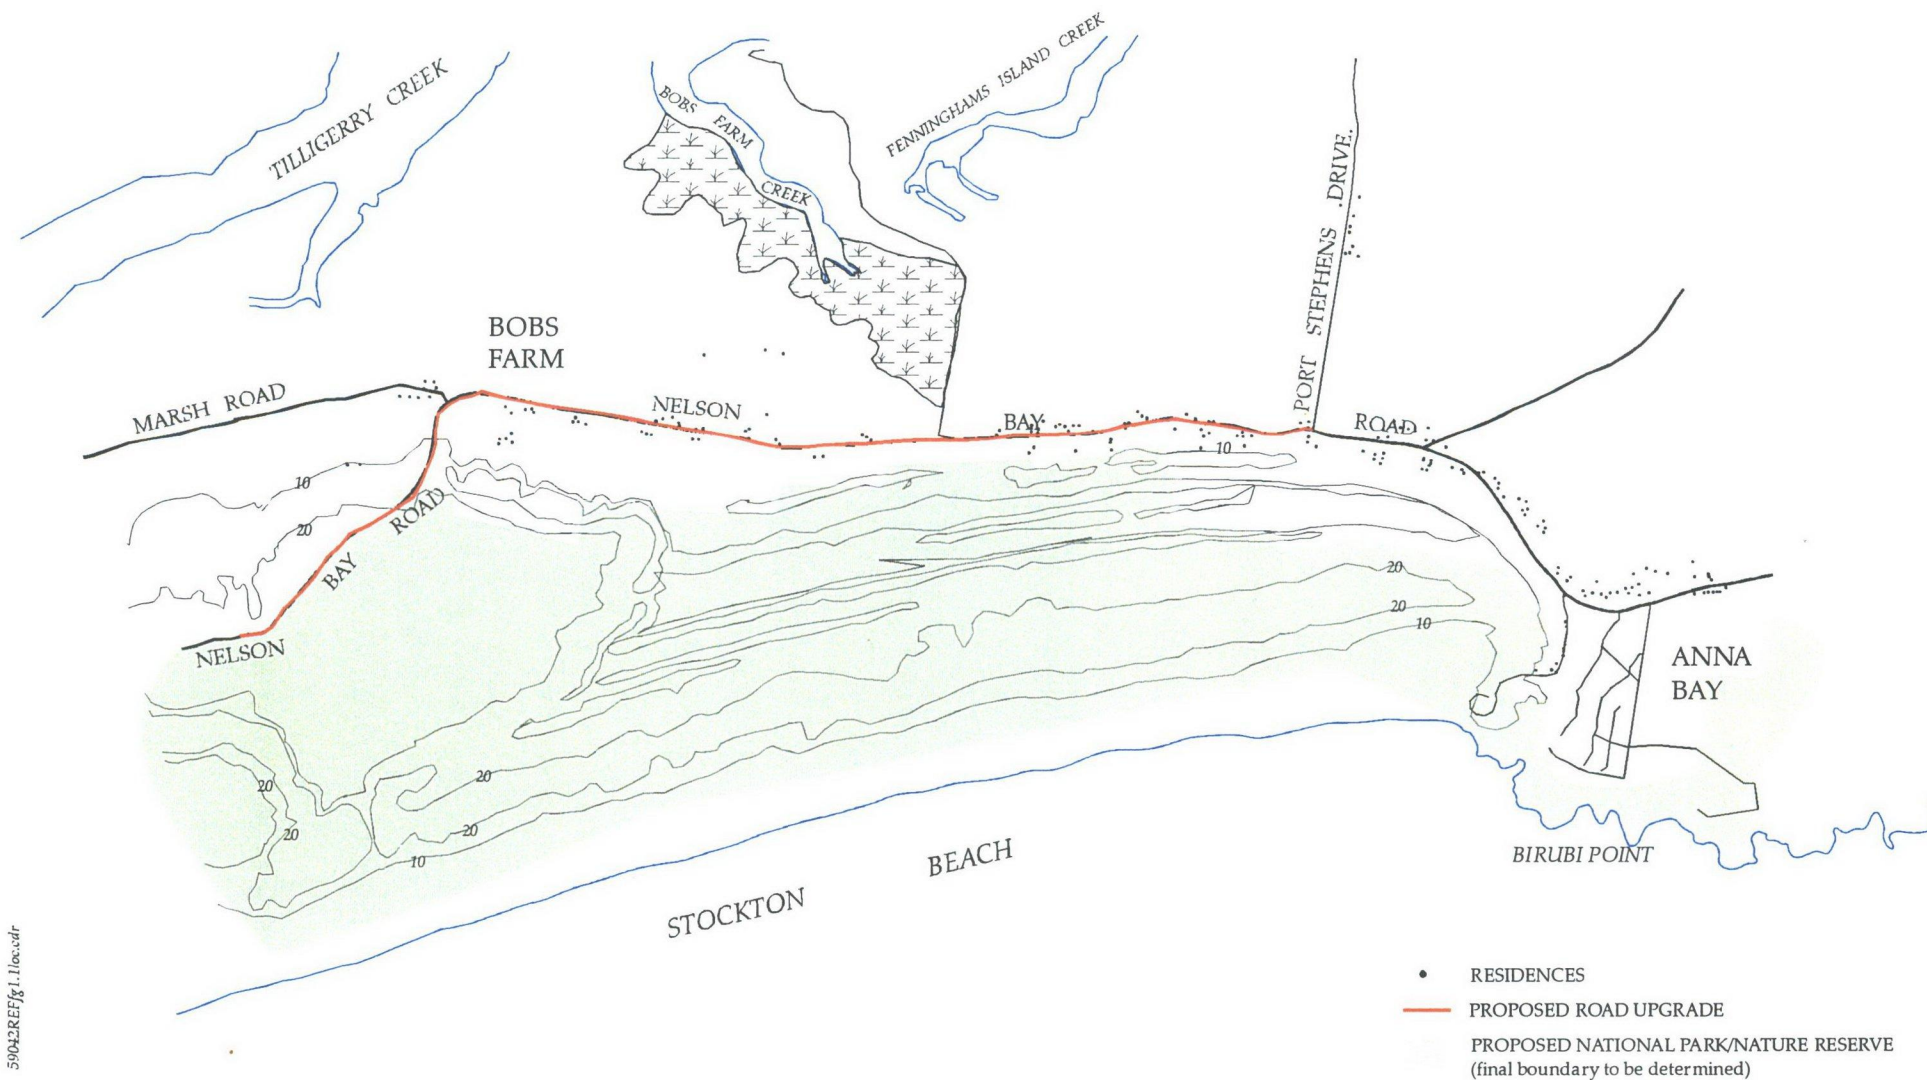 TILLIGERRY CREEK
BOBS
FARM
CREEK
FENNINGHAMS ISLAND CREEK
PORT STEPHENS DRIVE
BOBS
FARM
MARSH ROAD
NELSON
BAY
ROAD
10
10
20
ROAD
BAY
NELSON
20
20
10
ANNA
BAY
20
20
20
20
10
BEACH
STOCKTON
BIRUBI POINT
RESIDENCES
PROPOSED ROAD UPGRADE
PROPOSED NATIONAL PARK/NATURE RESERVE
(final boundary to be determined)
59042REFfg1.1loc.cdr